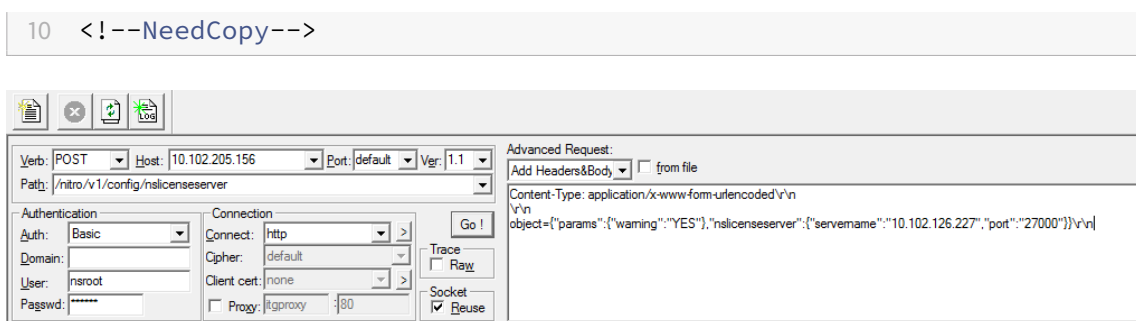 10 <!--NeedCopy-->
LOG
Verb: POST Host: 10.102.205.156 Port: default Ver: 1.1
Path: /nitro/v1/config/nslicenseserver
Authentication
Auth: Basic
Domain:
User: nsroot
Passwd: ******
Connection
Connect: http >
Cipher: default
Client cert: none >
Proxy: itgproxy : 80
Go !
Trace
Raw
Socket
Reuse
Advanced Request:
Add Headers&Body from file
Content-Type: application/x-www-form-urlencoded\r\n
\r\n
object={"params":{"warning":"YES"},"nslicenseserver":{"servername":"10.102.126.227","port":"27000"}}\r\n